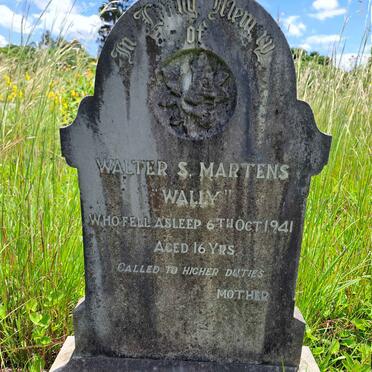 In Loving Memory
of
WALTER S. MARTENS
"WALLY"
WHO FELL ASLEEP 6TH OCT 1941
AGED 16 YRS
CALLED TO HIGHER DUTIES
MOTHER